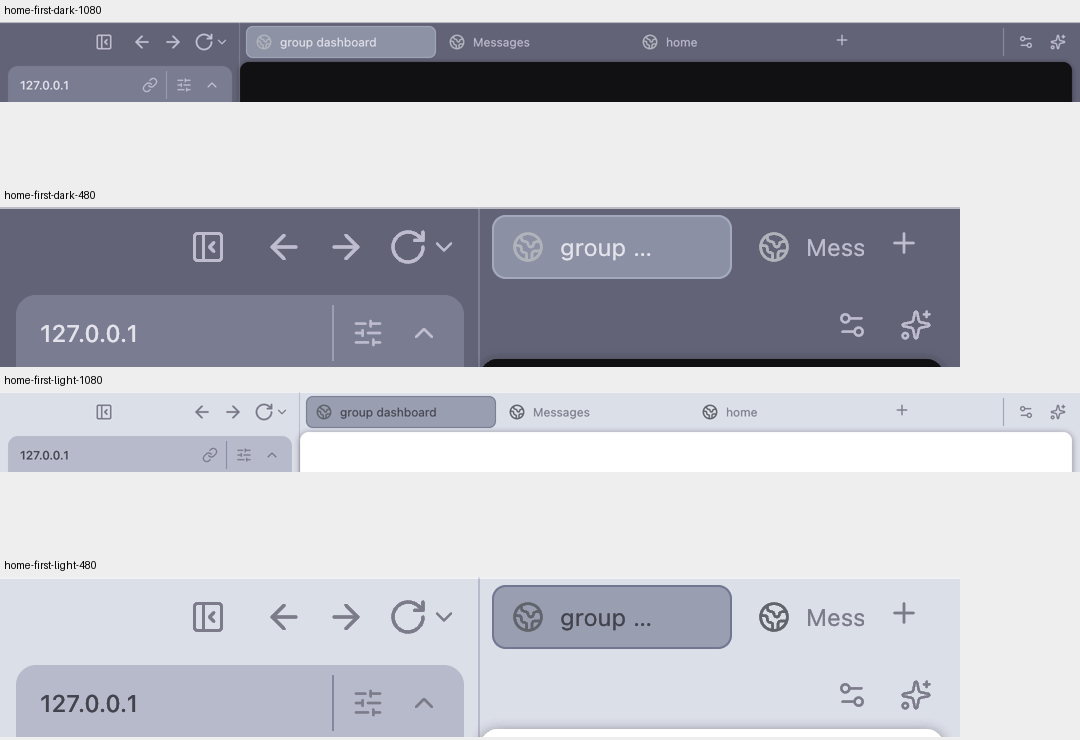 home-first-dark-1080
group dashboard Messages home
127.0.0.1
home-first-dark-480
group ... Mess
127.0.0.1
home-first-light-1080
group dashboard Messages home
127.0.0.1
home-first-light-480
group ... Mess
127.0.0.1